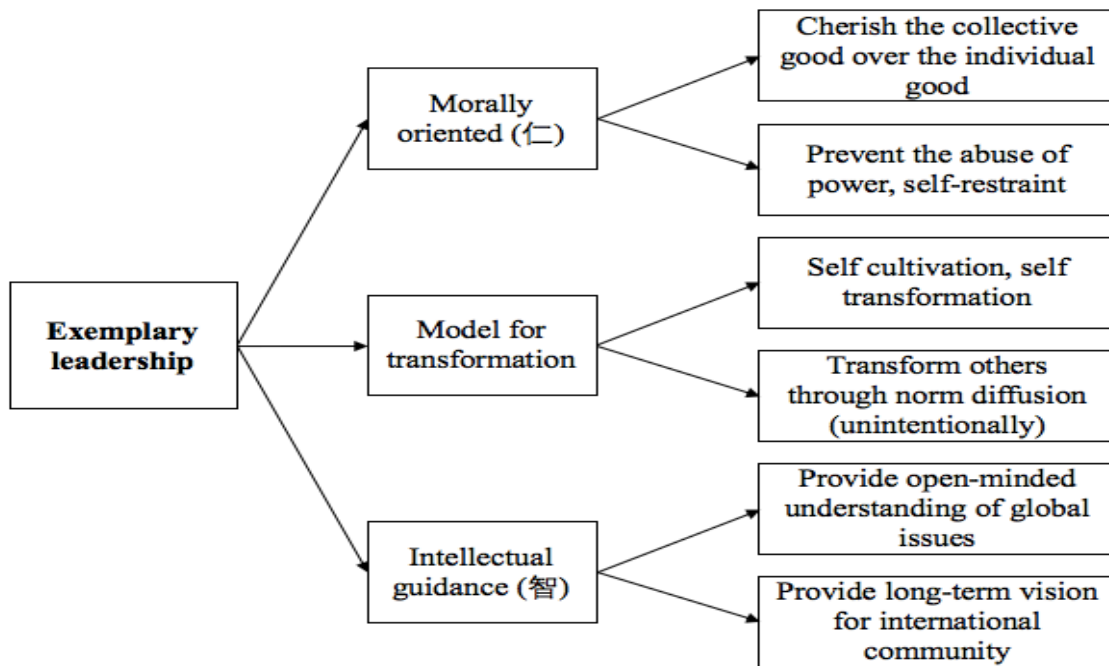 Exemplary
leadership
Morally
oriented (仁)
Cherish the collective
good over the individual
good
Prevent the abuse of
power, self-restraint
Model for
transformation
Self cultivation, self
transformation
Transform others
through norm diffusion
(unintentionally)
Intellectual
guidance (智)
Provide open-minded
understanding of global
issues
Provide long-term vision
for international
community